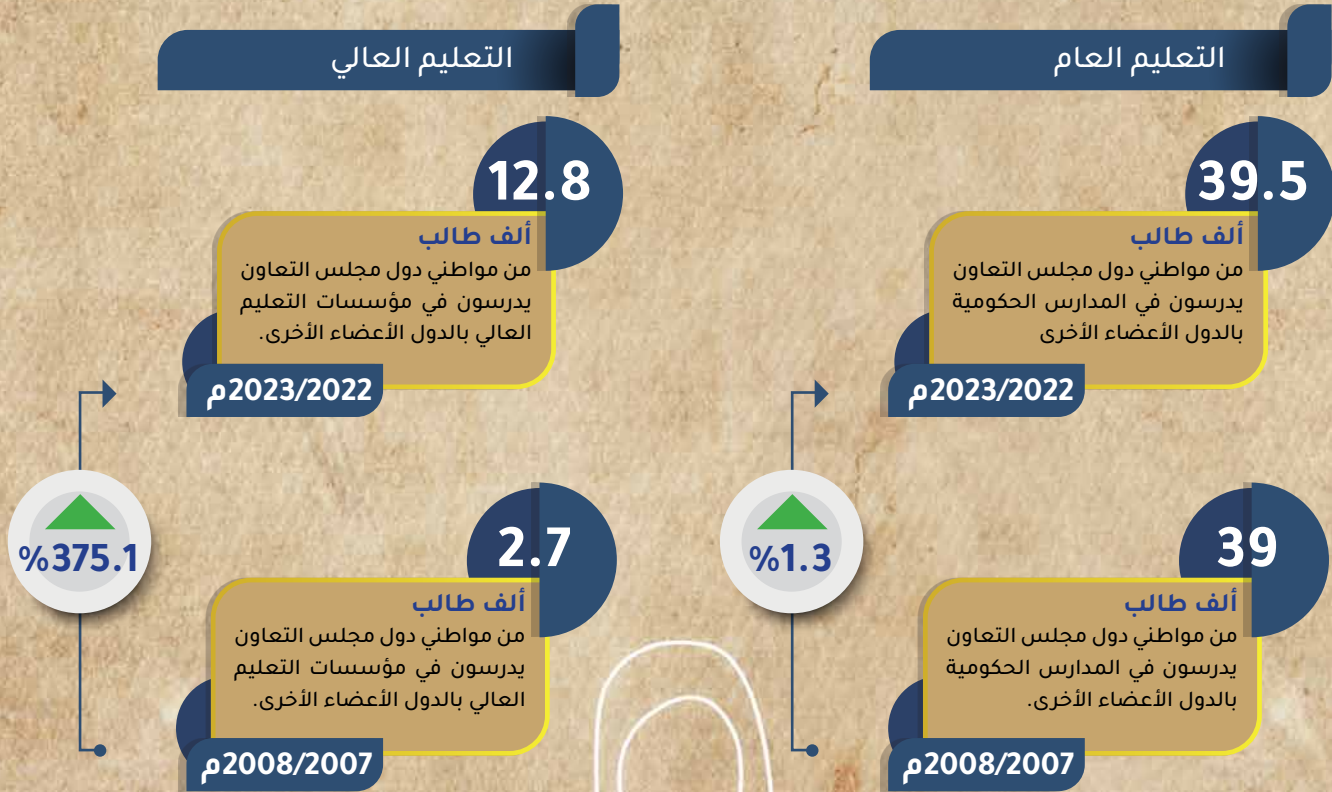 التعليم العام
39.5
ألف طالب
من مواطني دول مجلس التعاون
يدرسون في المدارس الحكومية
بالدول الأعضاء الأخرى
2023/2022م
%1.3
39
ألف طالب
من مواطني دول مجلس التعاون
يدرسون في المدارس الحكومية
بالدول الأعضاء الأخرى.
2008/2007م
التعليم العالي
12.8
ألف طالب
من مواطني دول مجلس التعاون
يدرسون في مؤسسات التعليم
العالي بالدول الأعضاء الأخرى.
2023/2022م
%375.1
2.7
ألف طالب
من مواطني دول مجلس التعاون
يدرسون في مؤسسات التعليم
العالي بالدول الأعضاء الأخرى.
2008/2007م